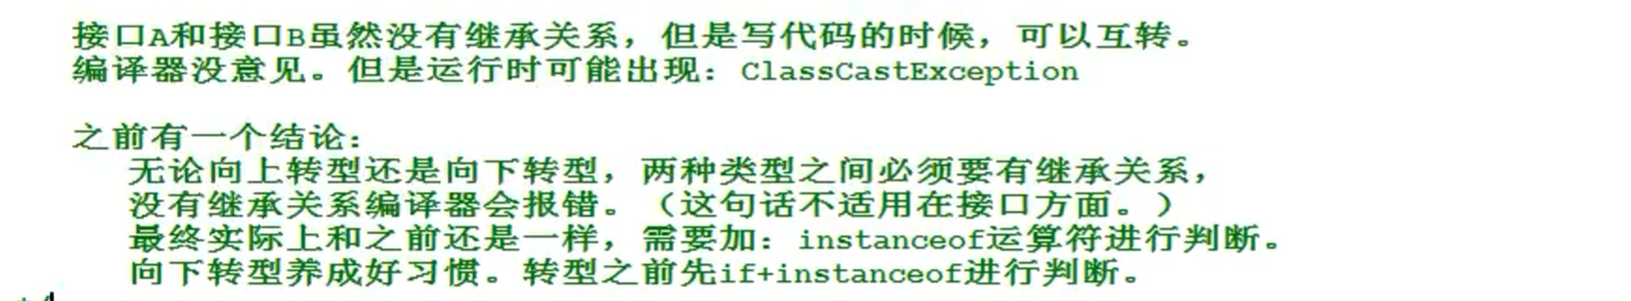 接口A和接口B虽然没有继承关系，但是写代码的时候，可以互转。
编译器没意见。但是运行时可能出现：ClassCastException
之前有一个结论：
无论向上转型还是向下转型，两种类型之间必须要有继承关系，
没有继承关系编译器会报错。（这句话不适用在接口方面。）
最终实际上和之前还是一样，需要加：instanceof运算符进行判断。
向下转型养成好习惯。转型之前先if+instanceof进行判断。